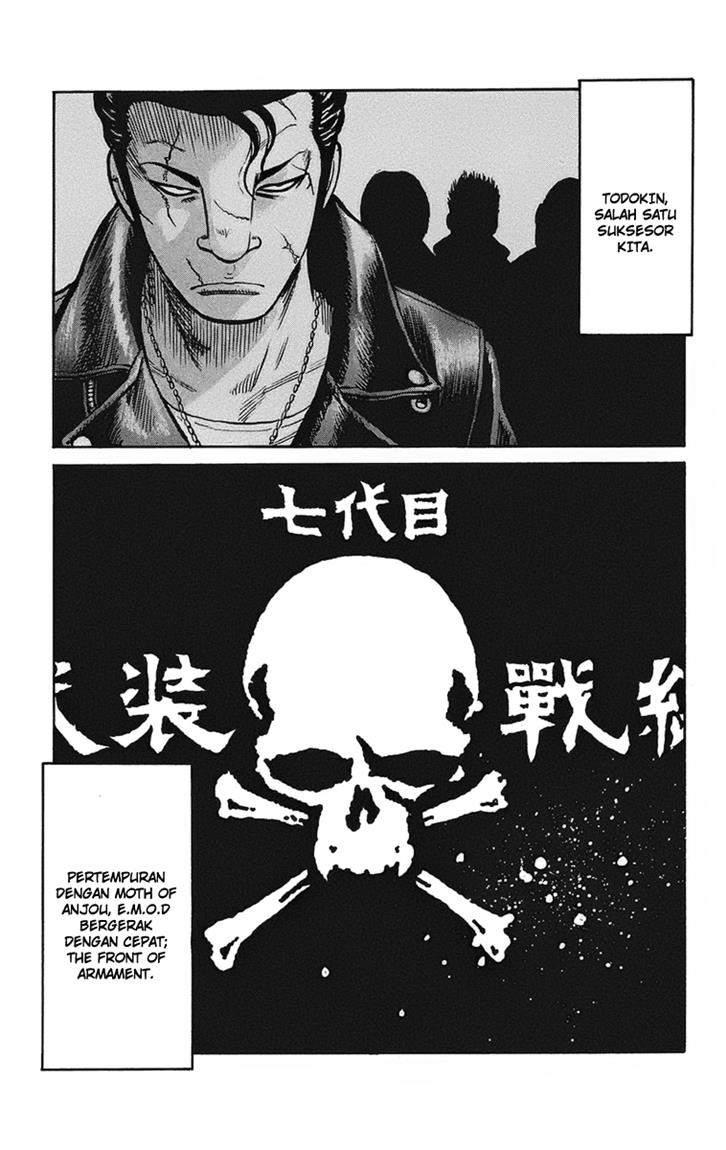 TODOKIN,
SALAH SATU
SUKSESOR
KITA.
七代目
装 戰
PERTEMPURAN
DENGAN MOTH OF
ANJOU, E.M.O.D
BERGERAK
DENGAN CEPAT;
THE FRONT OF
ARMAMENT.